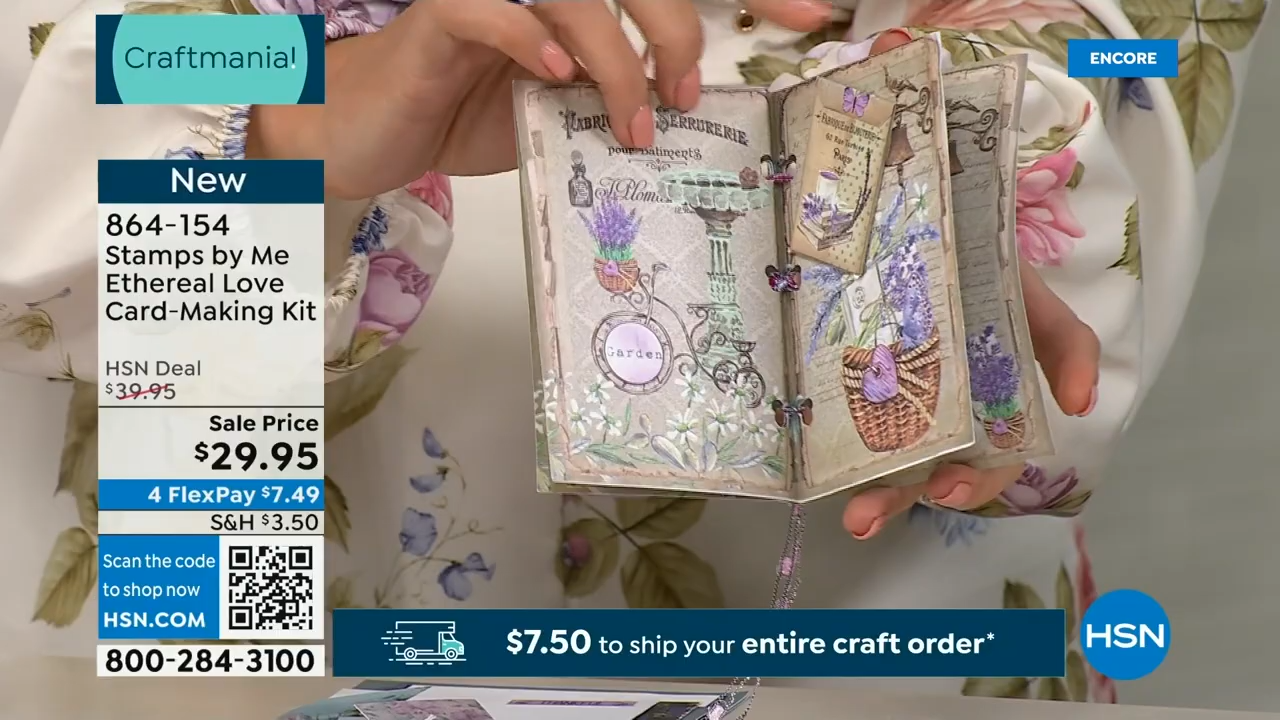 Craftmania!
ENCORE
New
864-154
Stamps by Me
Ethereal Love
Card-Making Kit
HSN Deal
$39.95
Sale Price
$29.95
4 FlexPay $7.49
S&H $3.50
Scan the code
to shop now
HSN.COM
800-284-3100
$7.50 to ship your entire craft order*
HSN
Serrurerie
pour Batiments
Garden